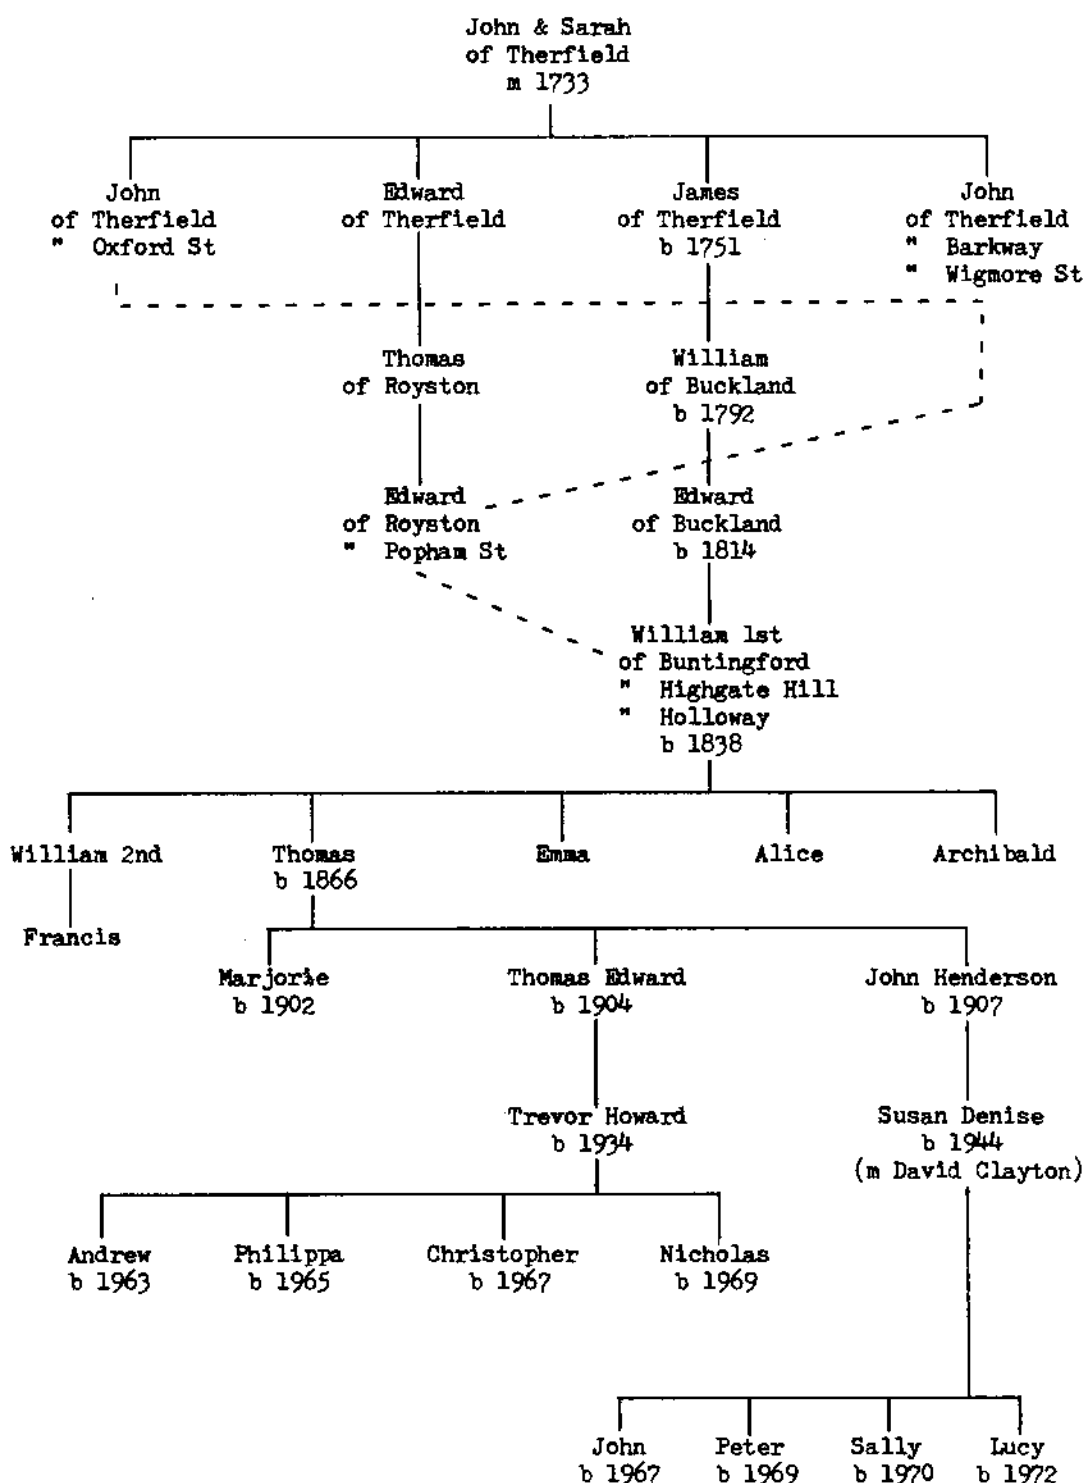 John & Sarah
of Therfield
m 1733
John
of Therfield
" Oxford St
Edward
of Therfield
James
of Therfield
b 1751
John
of Therfield
" Barkway
" Wigmore St
Thomas
of Royston
William
of Buckland
b 1792
Edward
of Royston
" Popham St
Edward
of Buckland
b 1814
William 1st
of Buntingford
" Highgate Hill
" Holloway
b 1838
William 2nd
Thomas
b 1866
Emma
Alice
Archibald
Francis
Marjorie
b 1902
Thomas Edward
b 1904
John Henderson
b 1907
Trevor Howard
b 1934
Susan Denise
b 1944
(m David Clayton)
Andrew
b 1963
Philippa
b 1965
Christopher
b 1967
Nicholas
b 1969
John
b 1967
Peter
b 1969
Sally
b 1970
Lucy
b 1972